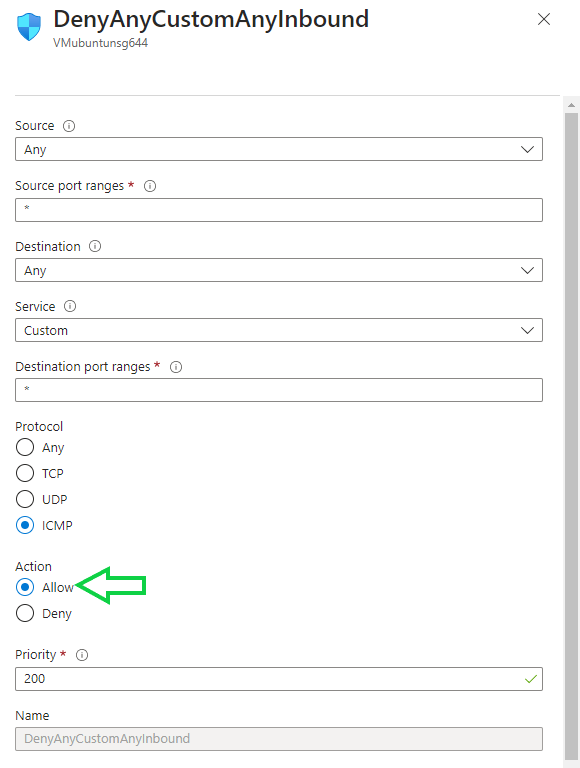 DenyAnyCustomAnyInbound
VMubuntunsg644
Source
Any
Source port ranges *
*
Destination
Any
Service
Custom
Destination port ranges *
*
Protocol
Any
TCP
UDP
ICMP
Action
Allow
Deny
Priority *
200
Name
DenyAnyCustomAnyInbound